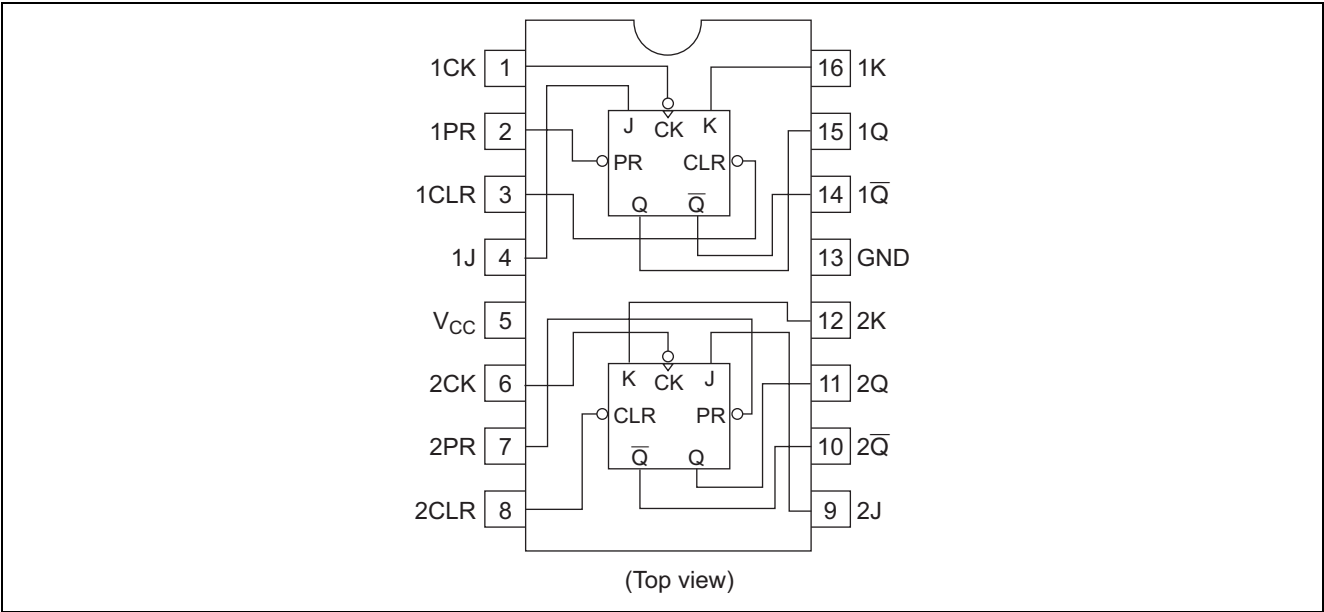 1CK 1 16 1K
J CK K
1PR 2 15 1Q
PR CLR
1CLR 3 14 1Q̅
Q Q̅
1J 4 13 GND
VCC 5 12 2K
K CK J
2CK 6 11 2Q
CLR PR
2PR 7 10 2Q̅
Q̅ Q
2CLR 8 9 2J
(Top view)